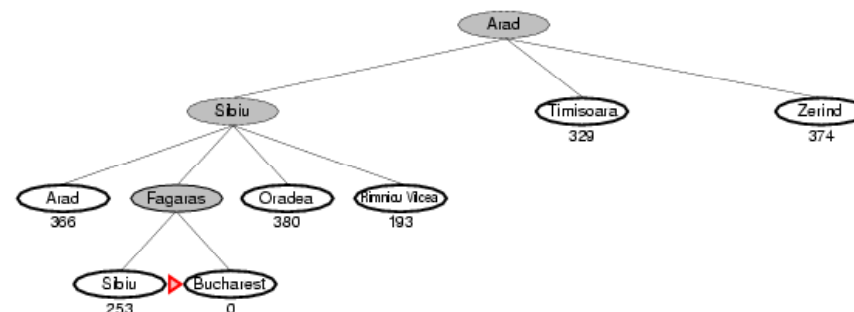 Arad
Sibiu
Timisoara
Zerind
329
374
Arad
Fagaras
Oradea
Rimnicu Vilcea
366
380
193
Sibiu
Bucharest
253
0